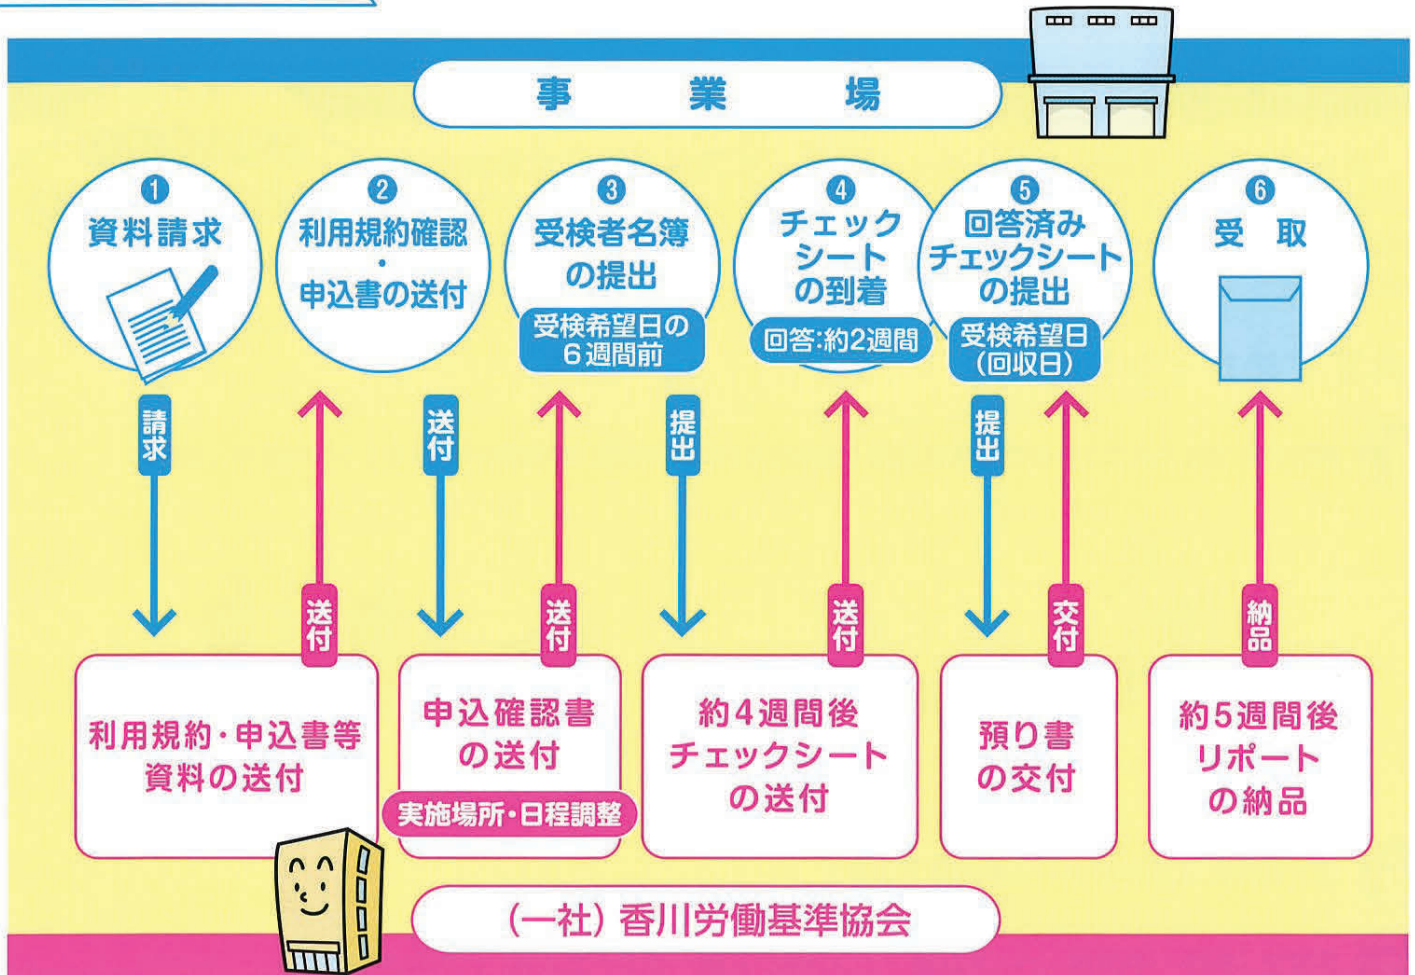 事業場
❶
資料請求
❷
利用規約確認
・
申込書の送付
❸
受検者名簿
の提出
受検希望日の
6週間前
❹
チェック
シート
の到着
回答:約2週間
❺
回答済み
チェックシート
の提出
受検希望日
(回収日)
❻
受取
請求
送付
送付
送付
提出
送付
提出
交付
納品
利用規約・申込書等
資料の送付
申込確認書
の送付
実施場所・日程調整
約4週間後
チェックシート
の送付
預り書
の交付
約5週間後
リポート
の納品
(一社)香川労働基準協会